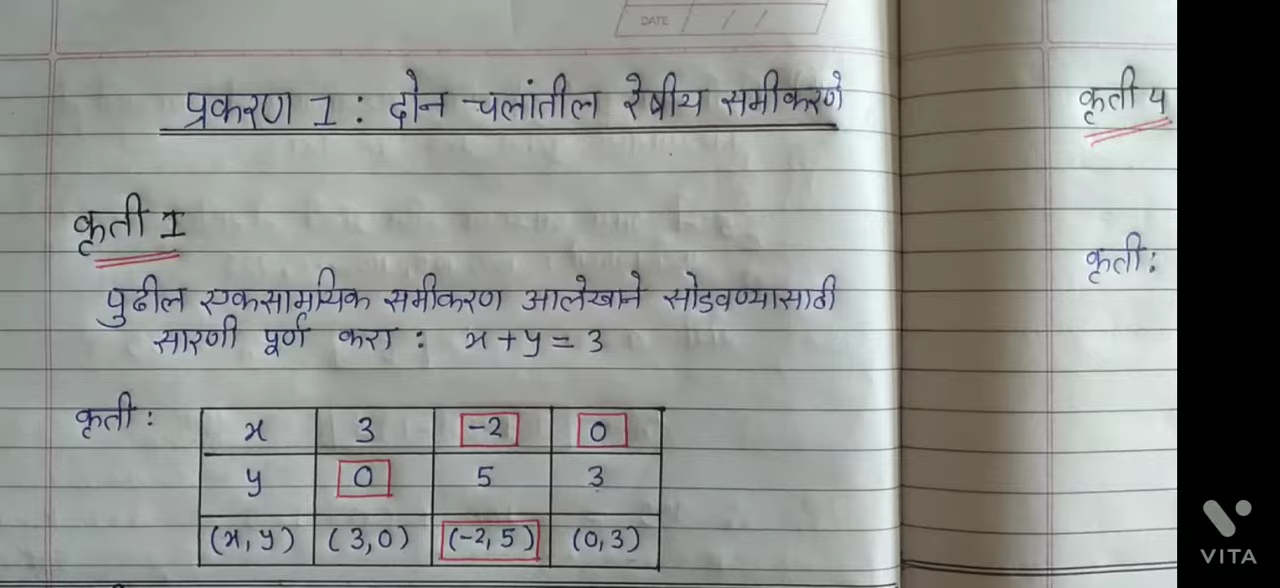 DATE / /
प्रकरण 1 : दोन चलांतील रेषीय समीकरणे
कृती 1
पुढील एकसामयिक समीकरण आलेखाने सोडवण्यासाठी
सारणी पूर्ण करा : x + y = 3
कृती :
x 3 -2 0
y 0 5 3
(x, y) (3,0) (-2,5) (0,3)
कृती 4
कृती :
VITA